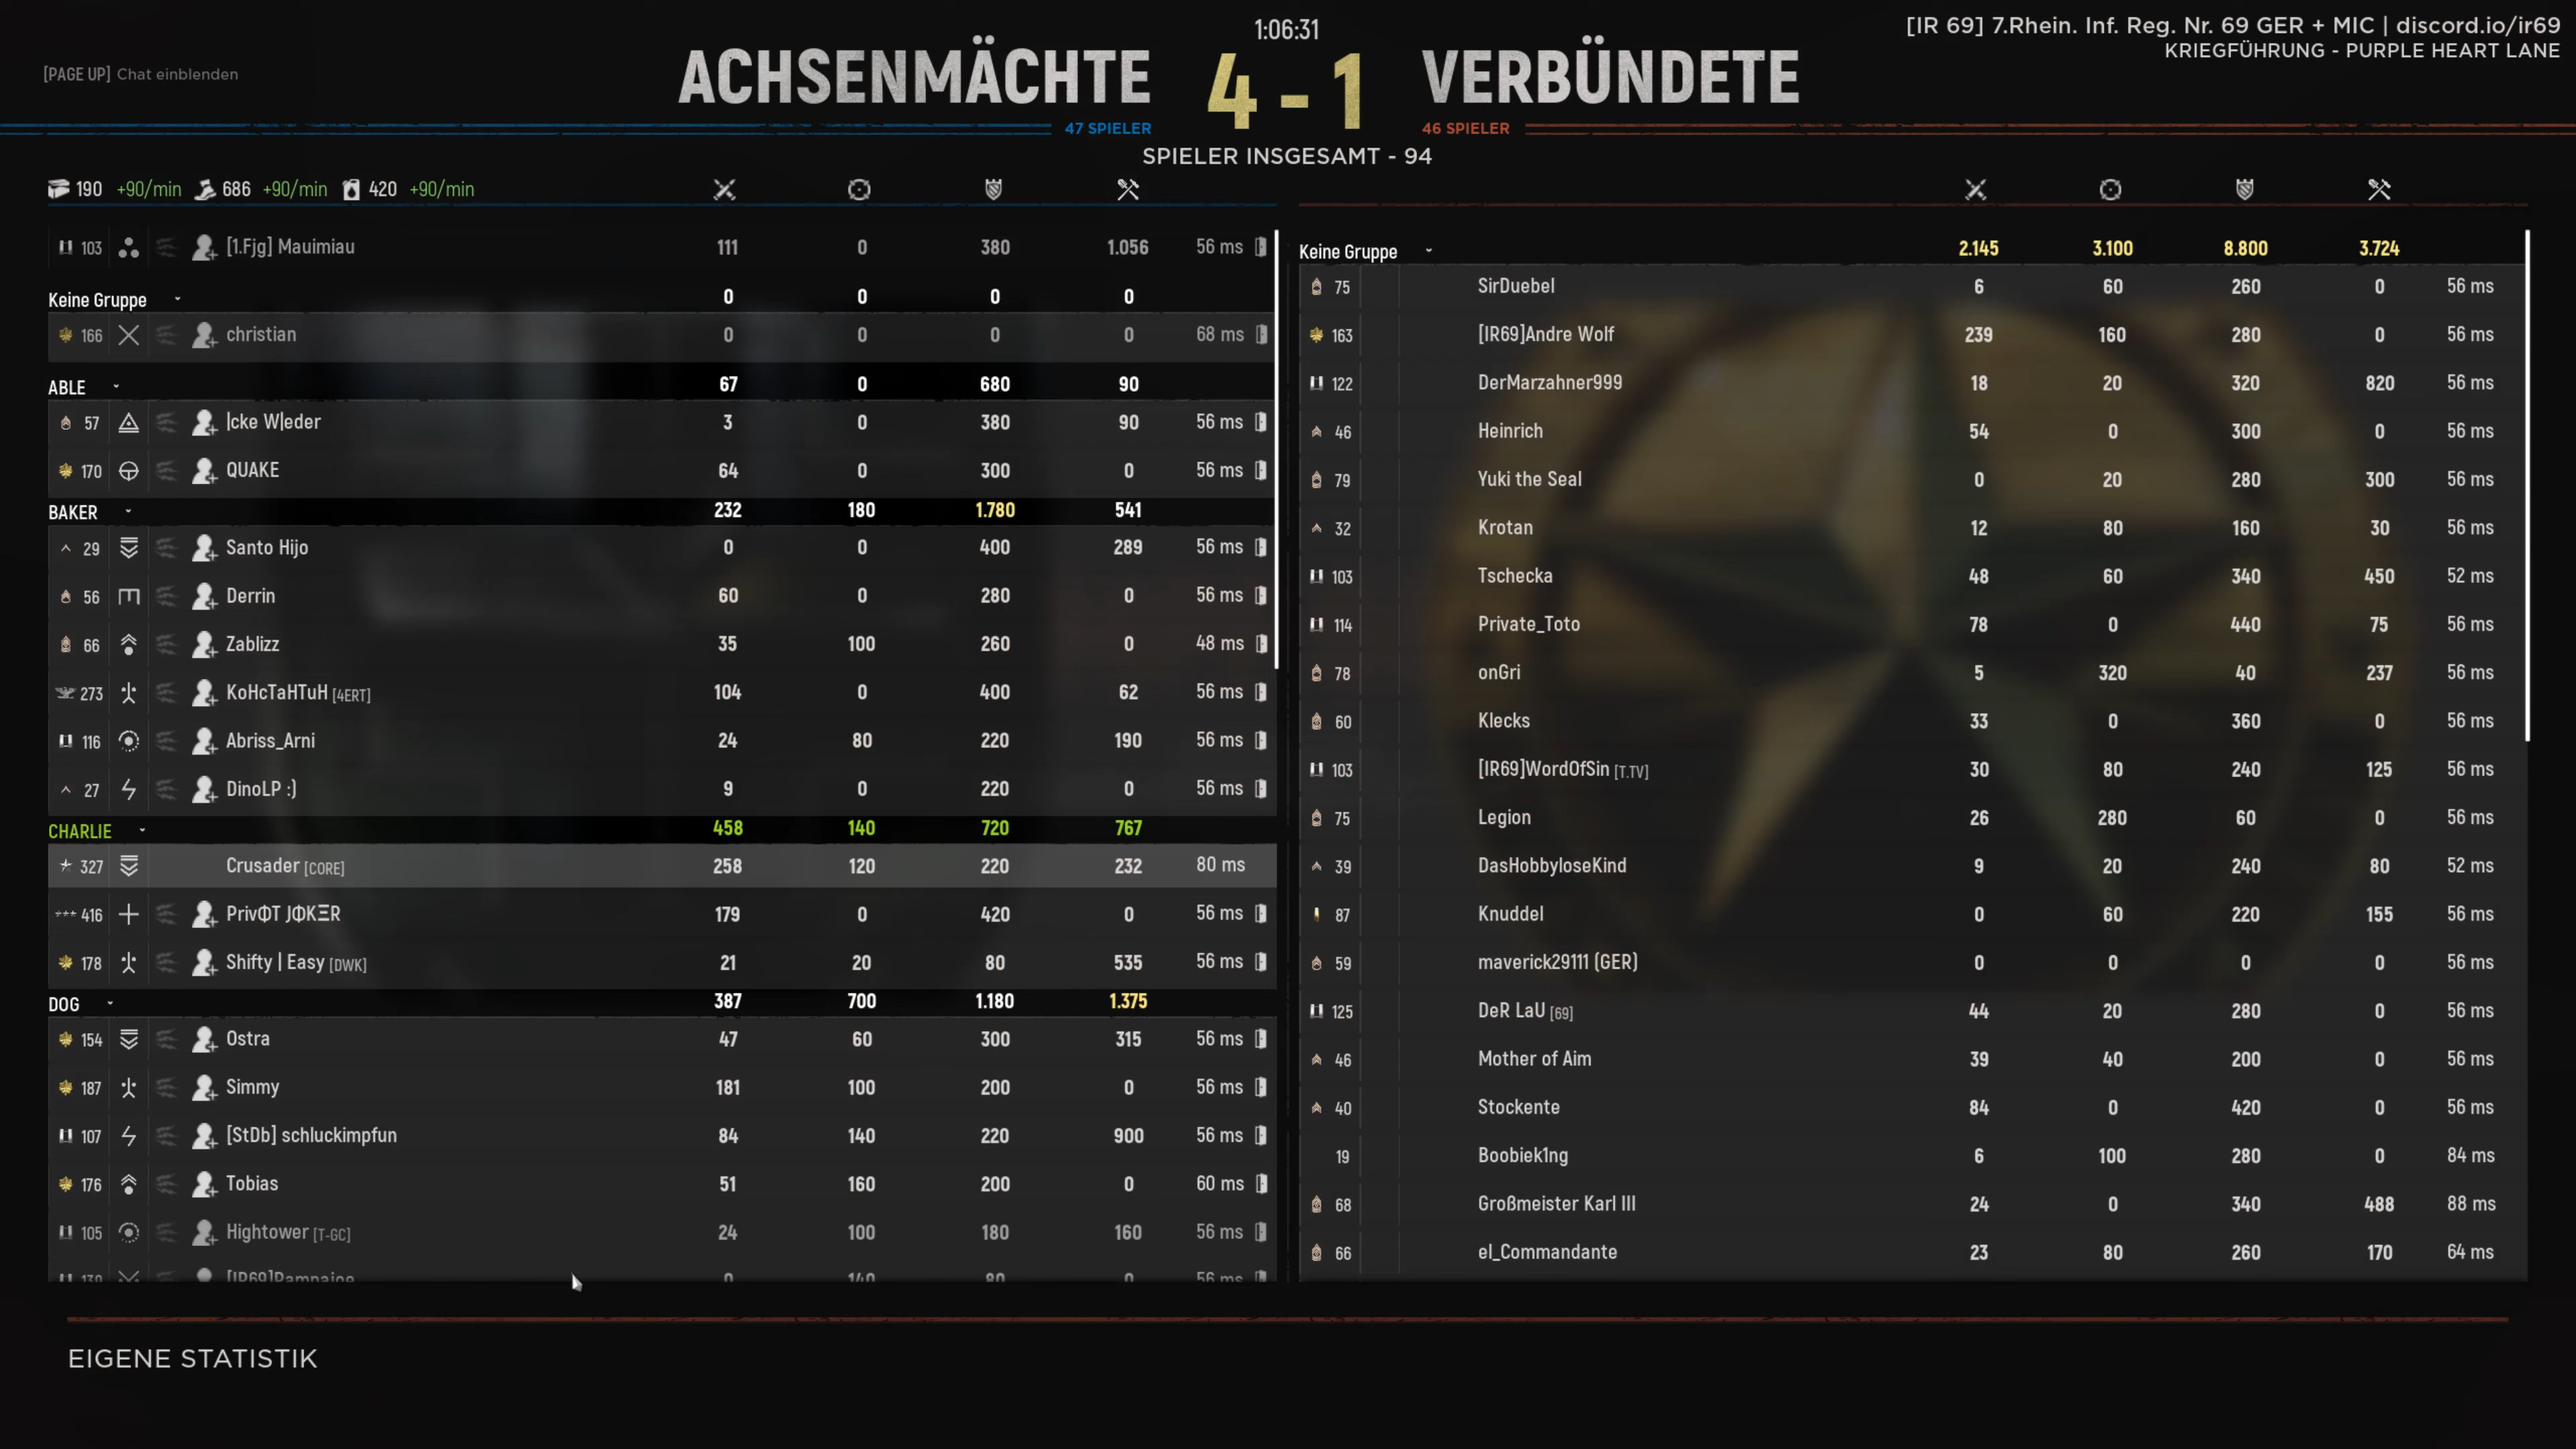 1:06:31
[IR 69] 7.Rhein. Inf. Reg. Nr. 69 GER + MIC | discord.io/ir69
KRIEGFÜHRUNG - PURPLE HEART LANE
[PAGE UP] Chat einblenden
ACHSENMÄCHTE 4 - 1 VERBÜNDETE
47 SPIELER 46 SPIELER
SPIELER INSGESAMT - 94
190 +90/min 686 +90/min 420 +90/min
103 [1.Fjg] Mauimiau 111 0 380 1.056 56 ms
Keine Gruppe 0 0 0 0
166 christian 0 0 0 0 68 ms
ABLE 67 0 680 90
57 |cke W|eder 3 0 380 90 56 ms
170 QUAKE 64 0 300 0 56 ms
BAKER 232 180 1.780 541
29 Santo Hijo 0 0 400 289 56 ms
56 Derrin 60 0 280 0 56 ms
66 Zablizz 35 100 260 0 48 ms
273 KoHcTaHTuH [4ERT] 104 0 400 62 56 ms
116 Abriss_Arni 24 80 220 190 56 ms
27 DinoLP :) 9 0 220 0 56 ms
CHARLIE 458 140 720 767
327 Crusader [CORE] 258 120 220 232 80 ms
416 PrivФT JФKΞR 179 0 420 0 56 ms
178 Shifty | Easy [DWK] 21 20 80 535 56 ms
DOG 387 700 1.180 1.375
154 Ostra 47 60 300 315 56 ms
187 Simmy 181 100 200 0 56 ms
107 [StDb] schluckimpfun 84 140 220 900 56 ms
176 Tobias 51 160 200 0 60 ms
105 Hightower [T-GC] 24 100 180 160 56 ms
0 140 80 0 56 ms
Keine Gruppe 2.145 3.100 8.800 3.724
75 SirDuebel 6 60 260 0 56 ms
163 [IR69]Andre Wolf 239 160 280 0 56 ms
122 DerMarzahner999 18 20 320 820 56 ms
46 Heinrich 54 0 300 0 56 ms
79 Yuki the Seal 0 20 280 300 56 ms
32 Krotan 12 80 160 30 56 ms
103 Tschecka 48 60 340 450 52 ms
114 Private_Toto 78 0 440 75 56 ms
78 onGri 5 320 40 237 56 ms
60 Klecks 33 0 360 0 56 ms
103 [IR69]WordOfSin [T.TV] 30 80 240 125 56 ms
75 Legion 26 280 60 0 56 ms
39 DasHobbyloseKind 9 20 240 80 52 ms
87 Knuddel 0 60 220 155 56 ms
59 maverick29111 (GER) 0 0 0 0 56 ms
125 DeR LaU [69] 44 20 280 0 56 ms
46 Mother of Aim 39 40 200 0 56 ms
40 Stockente 84 0 420 0 56 ms
19 Boobiek1ng 6 100 280 0 84 ms
68 Großmeister Karl III 24 0 340 488 88 ms
66 el_Commandante 23 80 260 170 64 ms
EIGENE STATISTIK